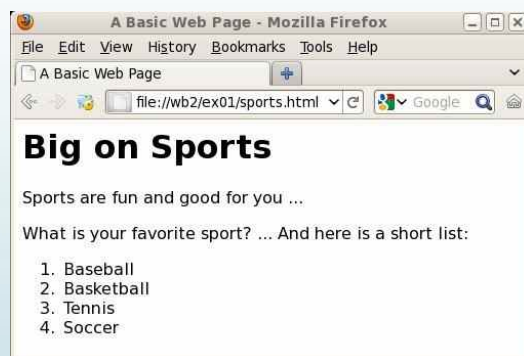 A Basic Web Page - Mozilla Firefox
File Edit View History Bookmarks Tools Help
A Basic Web Page
file://wb2/ex01/sports.html Google
Big on Sports
Sports are fun and good for you ...
What is your favorite sport? ... And here is a short list:
1. Baseball
2. Basketball
3. Tennis
4. Soccer